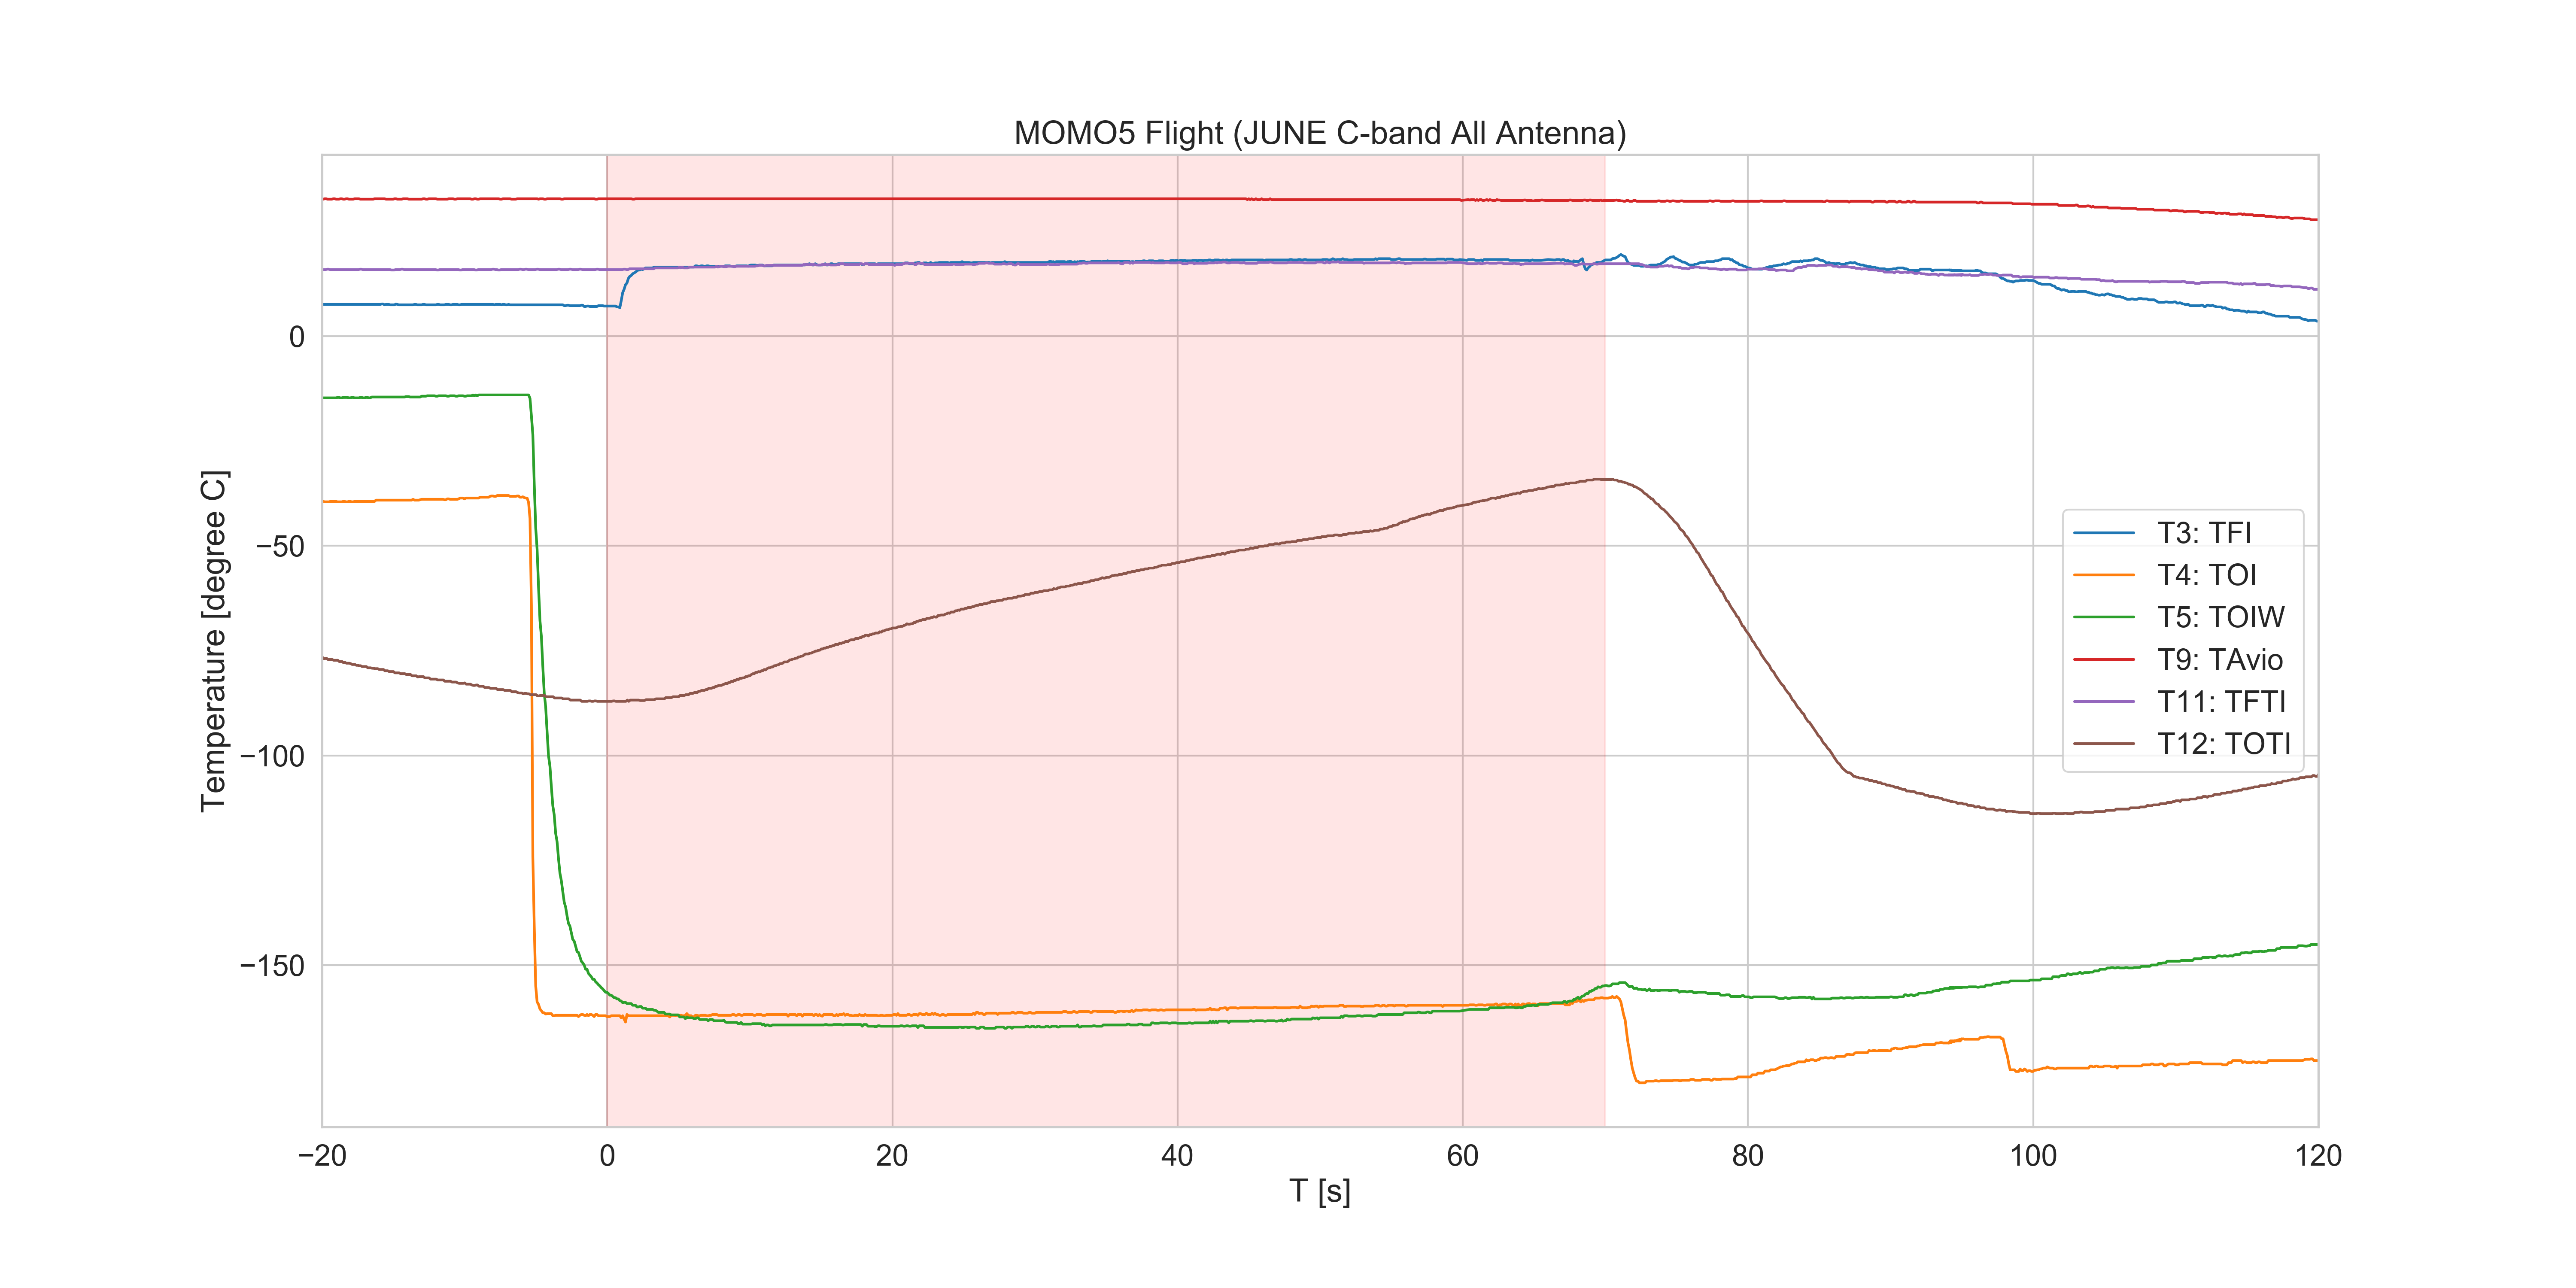 MOMO5 Flight (JUNE C-band All Antenna)
Temperature [degree C]
0
−50
−100
−150
T3: TFI
T4: TOI
T5: TOIW
T9: TAvio
T11: TFTI
T12: TOTI
−20 0 20 40 60 80 100 120
T [s]